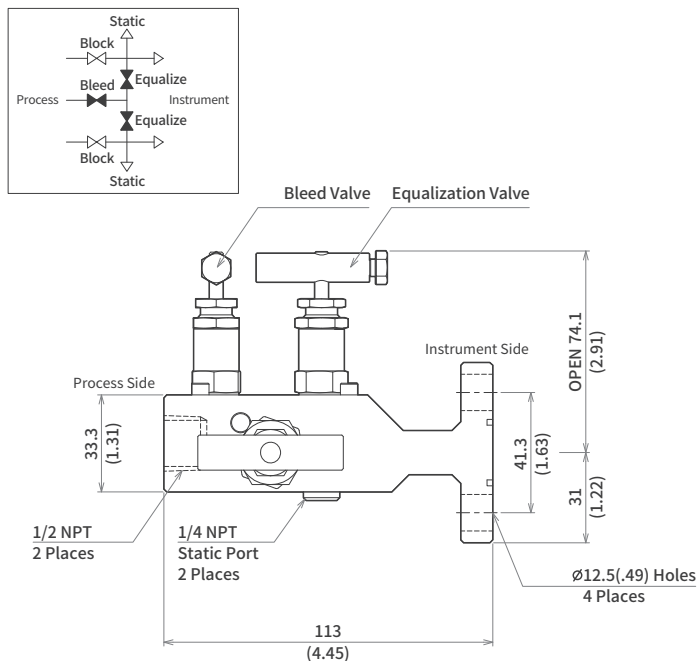 Static
Block
Equalize
Bleed
Process
Instrument
Equalize
Block
Static
Bleed Valve
Equalization Valve
OPEN 74.1
(2.91)
Instrument Side
Process Side
33.3
(1.31)
41.3
(1.63)
31
(1.22)
1/2 NPT
2 Places
1/4 NPT
Static Port
2 Places
Ø12.5(.49) Holes
4 Places
113
(4.45)